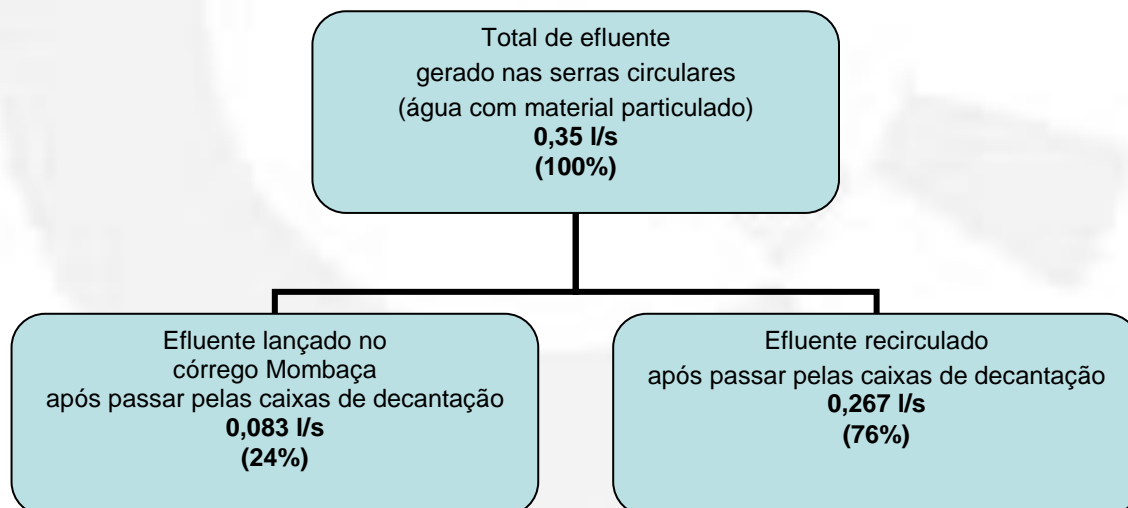 Total de efluente
gerado nas serras circulares
(água com material particulado)
0,35 l/s
(100%)
Efluente lançado no
córrego Mombaça
após passar pelas caixas de decantação
0,083 l/s
(24%)
Efluente recirculado
após passar pelas caixas de decantação
0,267 l/s
(76%)